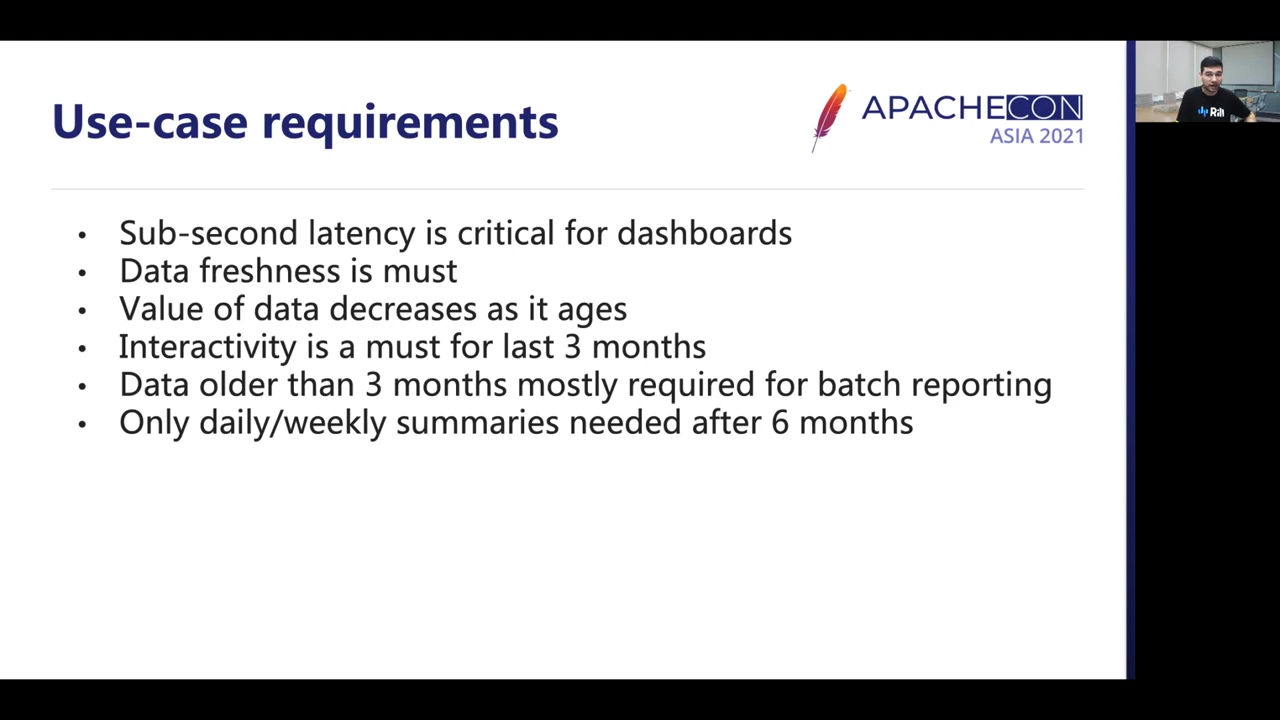 Use-case requirements
APACHECON
ASIA 2021
• Sub-second latency is critical for dashboards
• Data freshness is must
• Value of data decreases as it ages
• Interactivity is a must for last 3 months
• Data older than 3 months mostly required for batch reporting
• Only daily/weekly summaries needed after 6 months
Rill